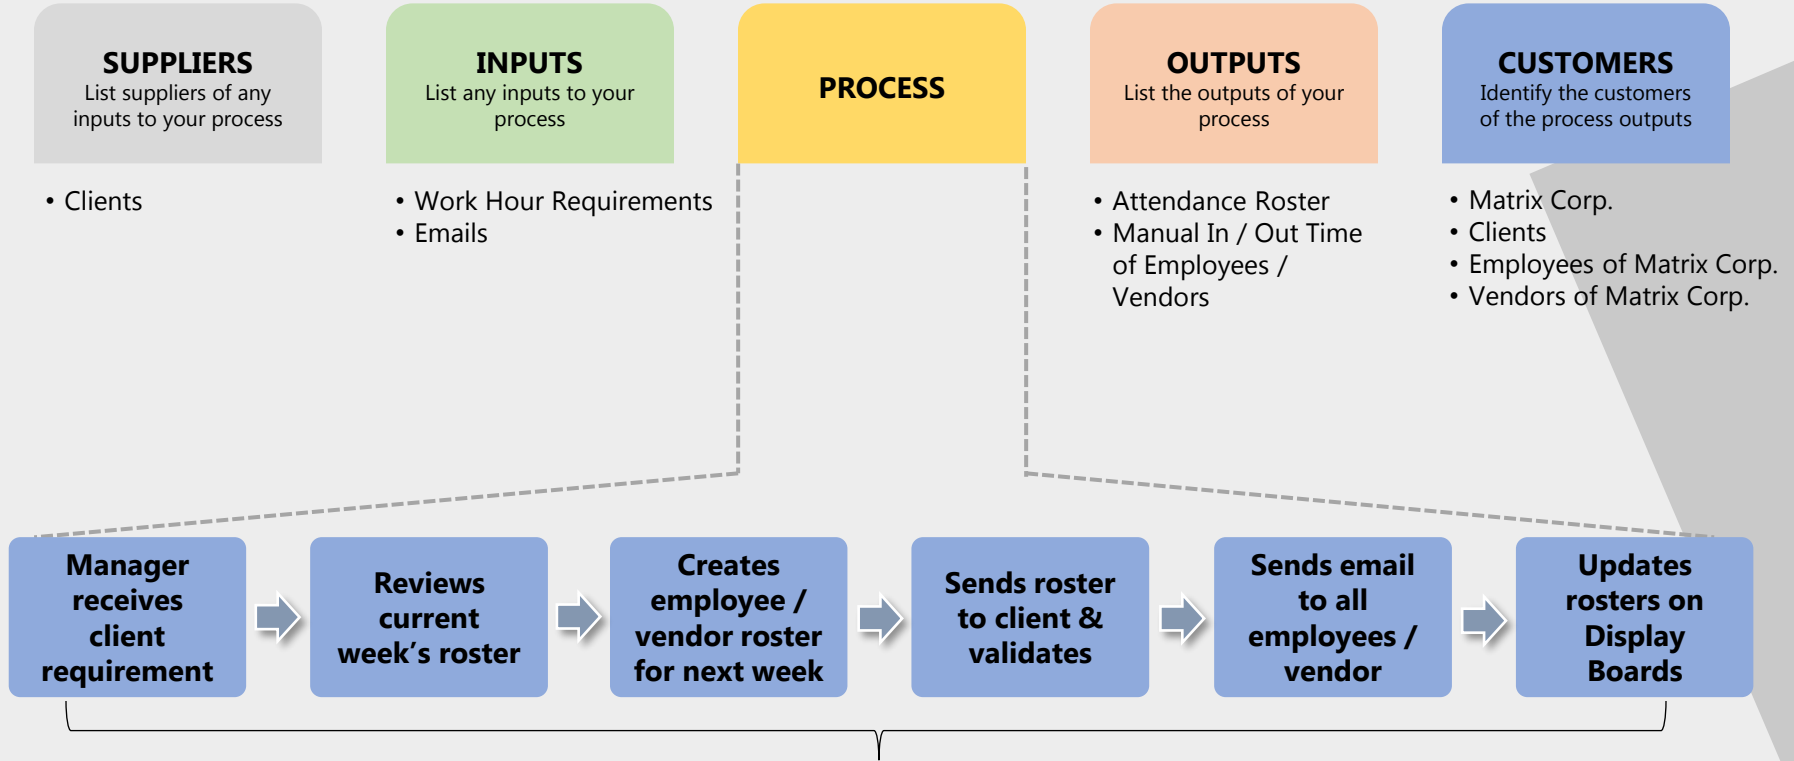 SUPPLIERS
List suppliers of any
inputs to your process
INPUTS
List any inputs to your
process
PROCESS
OUTPUTS
List the outputs of your
process
CUSTOMERS
Identify the customers
of the process outputs
• Clients
• Work Hour Requirements
• Emails
• Attendance Roster
• Manual In / Out Time
of Employees /
Vendors
• Matrix Corp.
• Clients
• Employees of Matrix Corp.
• Vendors of Matrix Corp.
Manager
receives
client
requirement
Reviews
current
week’s roster
Creates
employee /
vendor roster
for next week
Sends roster
to client &
validates
Sends email
to all
employees /
vendor
Updates
rosters on
Display
Boards